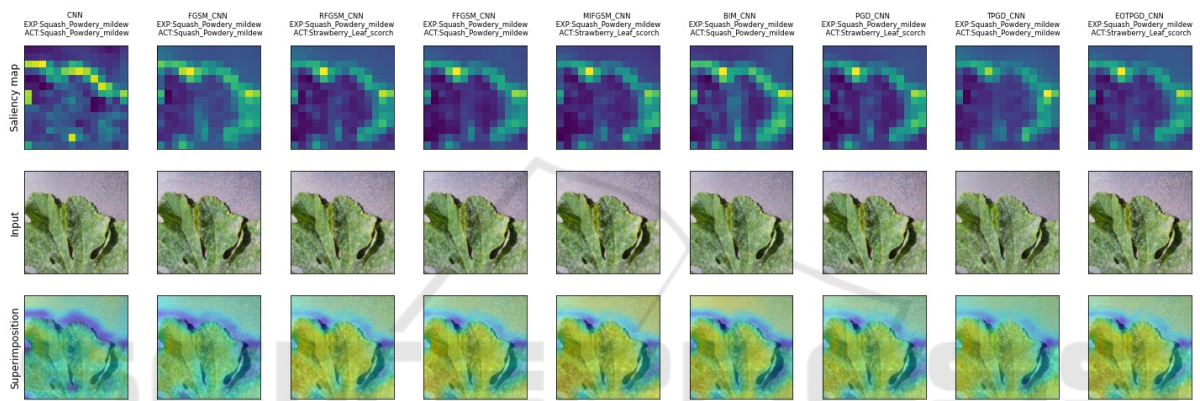 CNN
EXP:Squash_Powdery_mildew
ACT:Squash_Powdery_mildew
FGSM_CNN
EXP:Squash_Powdery_mildew
ACT:Squash_Powdery_mildew
RFGSM_CNN
EXP:Squash_Powdery_mildew
ACT:Strawberry_Leaf_scorch
FFGSM_CNN
EXP:Squash_Powdery_mildew
ACT:Squash_Powdery_mildew
MIFGSM_CNN
EXP:Squash_Powdery_mildew
ACT:Strawberry_Leaf_scorch
BIM_CNN
EXP:Squash_Powdery_mildew
ACT:Squash_Powdery_mildew
PGD_CNN
EXP:Squash_Powdery_mildew
ACT:Strawberry_Leaf_scorch
TPGD_CNN
EXP:Squash_Powdery_mildew
ACT:Squash_Powdery_mildew
EOTPGD_CNN
EXP:Squash_Powdery_mildew
ACT:Strawberry_Leaf_scorch
Saliency map
Input
Superimposition